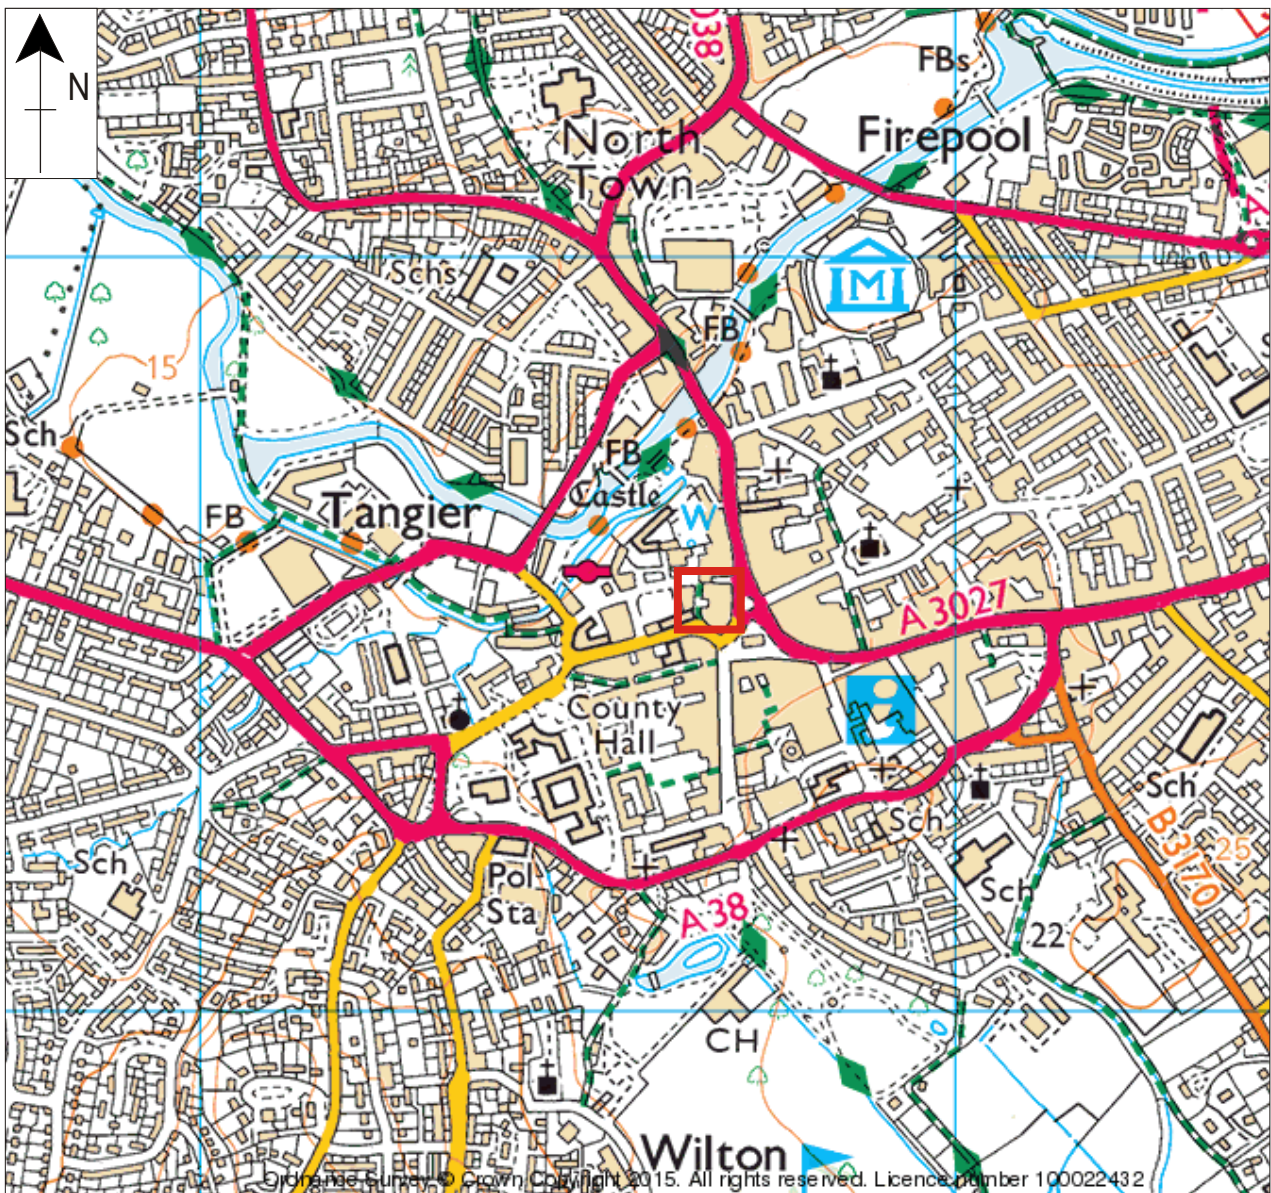 N
038
FBs
North
Town
Firepool
A
Schs
M
FB
15
Sch
FB
Castle
W
Tangier
FB
A 3027
County
Hall
Sch
Sch
B3170
25
Sch
Pol
Sta
Sch
A 38
22
CH
Wilton
Ordnance Survey © Crown Copyright 2015. All rights reserved. Licence number 100022432